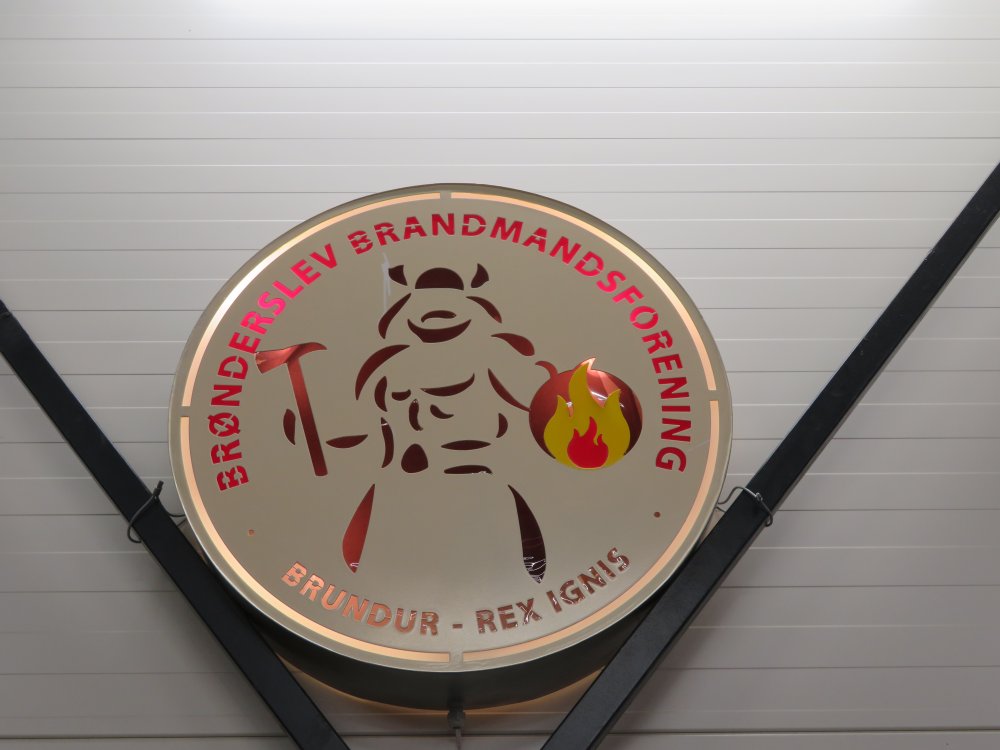 BRØNDERSLEV BRANDMANDSFORENING
BRUNDUR - REX IGNIS